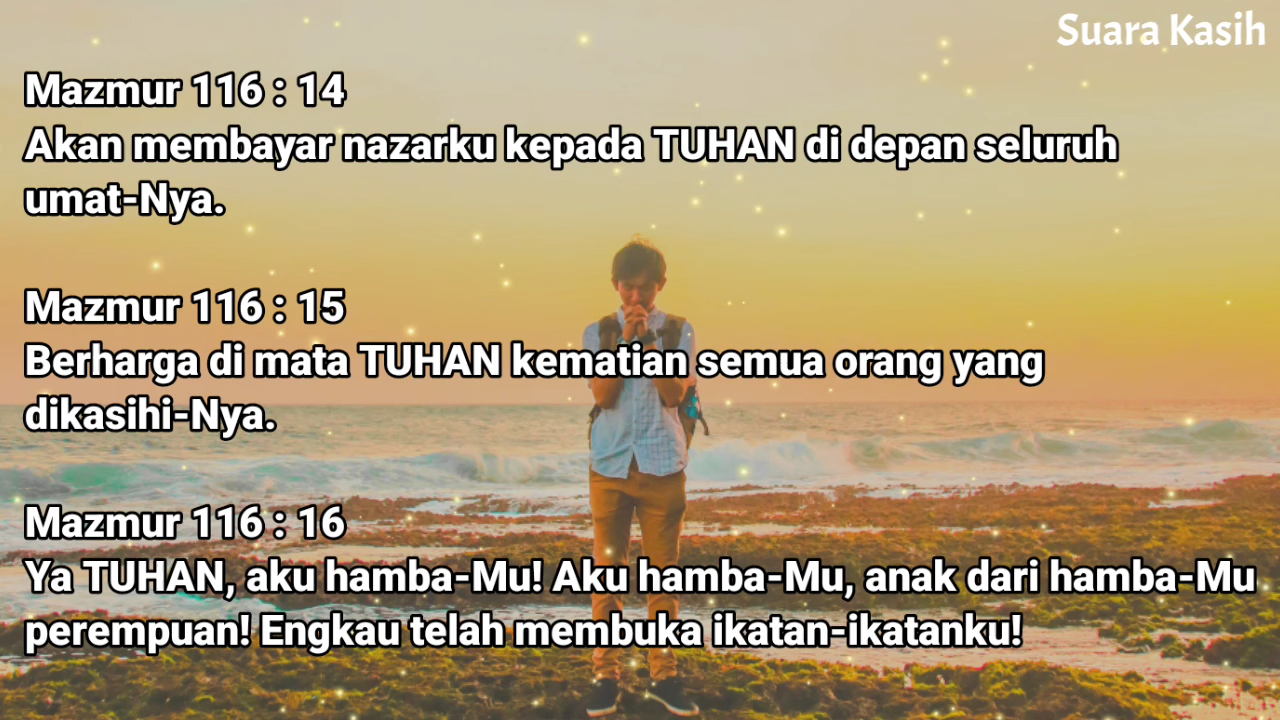 Suara Kasih
Mazmur 116 : 14
Akan membayar nazarku kepada TUHAN di depan seluruh
umat-Nya.
Mazmur 116 : 15
Berharga di mata TUHAN kematian semua orang yang
dikasihi-Nya.
Mazmur 116 : 16
Ya TUHAN, aku hamba-Mu! Aku hamba-Mu, anak dari hamba-Mu
perempuan! Engkau telah membuka ikatan-ikatanku!